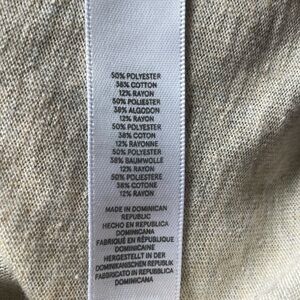 50% POLYESTER
38% COTTON
12% RAYON
50% POLIESTER
38% ALGODON
12% RAYON
50% POLYESTER
38% COTON
12% RAYONNE
50% POLYESTER
38% BAUMWOLLE
12% RAYON
50% POLIESTERE
38% COTONE
12% RAYON
MADE IN DOMINICAN
REPUBLIC
HECHO EN REPUBLICA
DOMINICANA
FABRIQUÉ EN RÉPUBLIQUE
DOMINICAINE
HERGESTELLT IN DER
DOMIKANISCHEN REPUBLIK
FABBRICATO IN REPUBBLICA
DOMINICANA